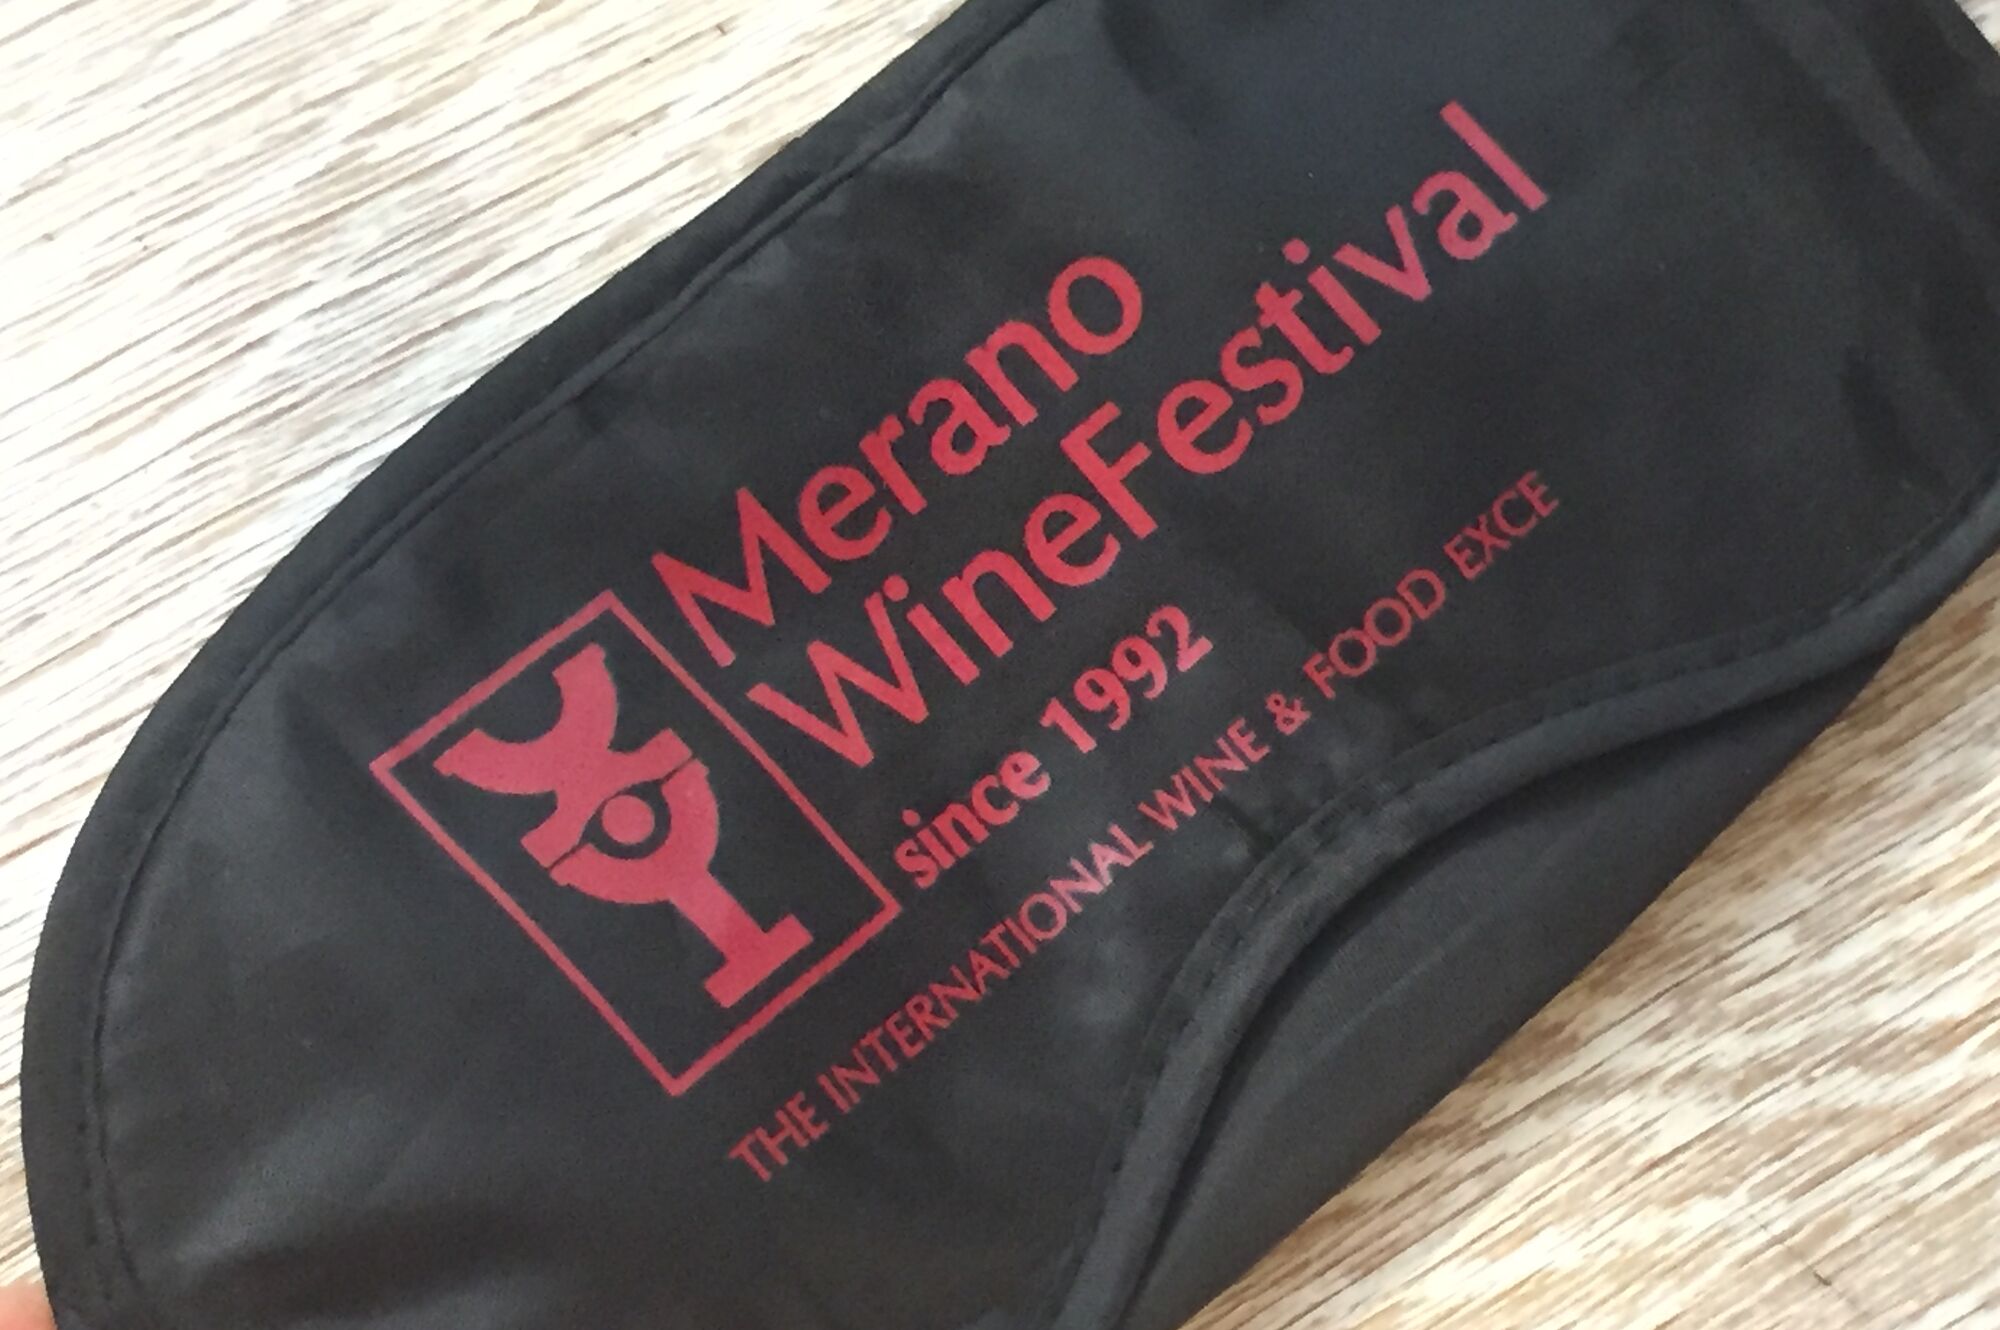 Merano
WineFestival
since 1992
THE INTERNATIONAL WINE & FOOD EXCE